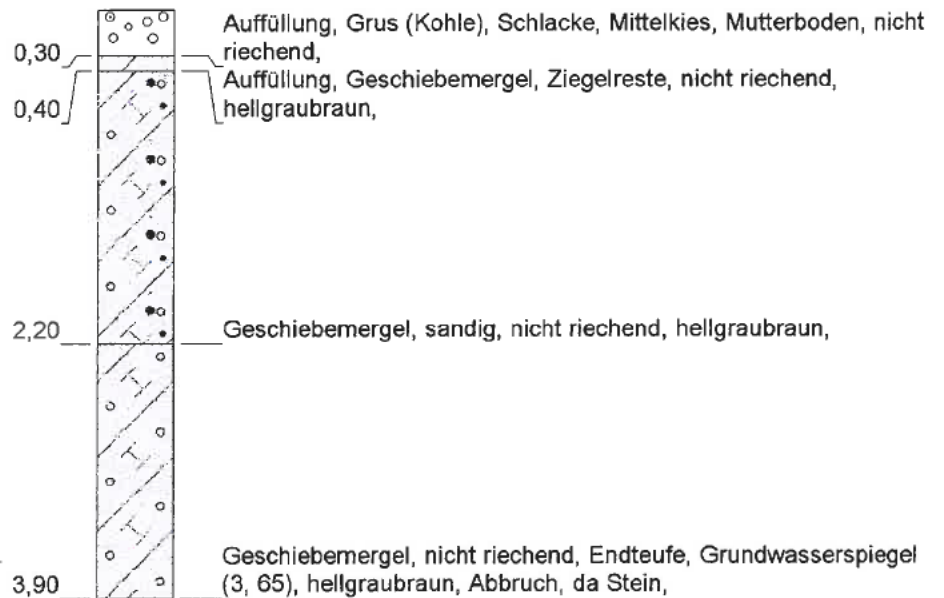 Auffüllung, Grus (Kohle), Schlacke, Mittelkies, Mutterboden, nicht
0,30 riechend,
Auffüllung, Geschiebemergel, Ziegelreste, nicht riechend,
0,40 hellgraubraun,
2,20 Geschiebemergel, sandig, nicht riechend, hellgraubraun,
Geschiebemergel, nicht riechend, Endteufe, Grundwasserspiegel
3,90 (3, 65), hellgraubraun, Abbruch, da Stein,